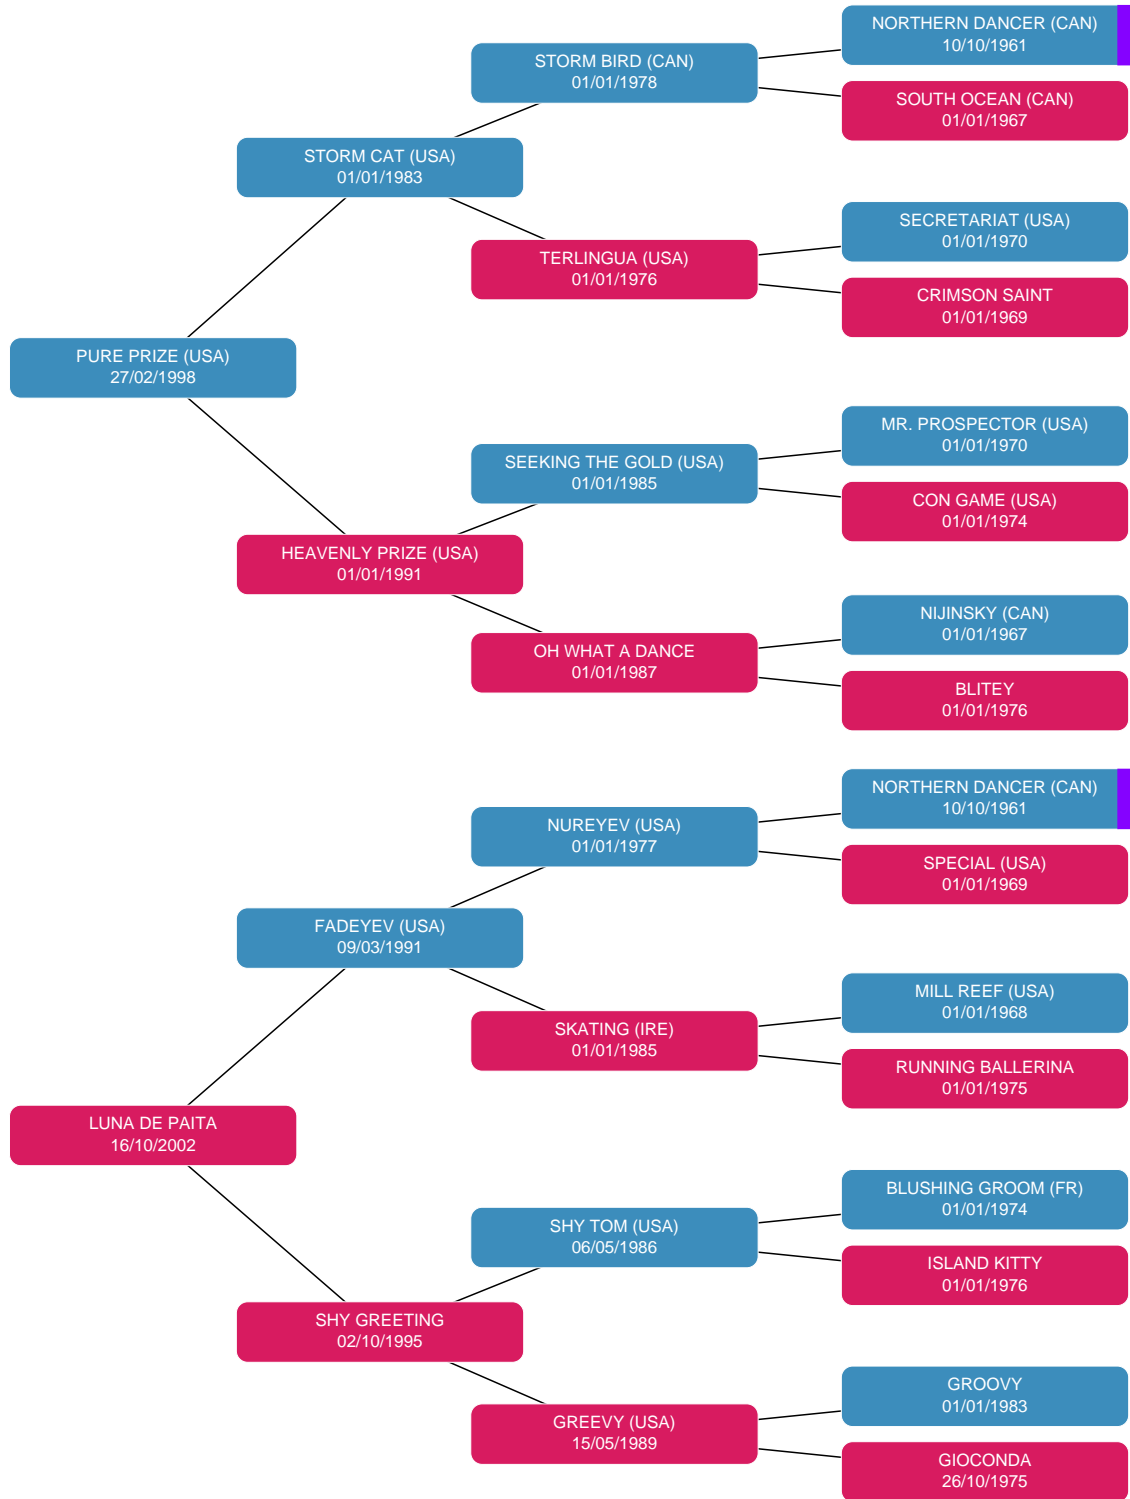 NORTHERN DANCER (CAN)
10/10/1961
STORM BIRD (CAN)
01/01/1978
SOUTH OCEAN (CAN)
01/01/1967
STORM CAT (USA)
01/01/1983
SECRETARIAT (USA)
01/01/1970
TERLINGUA (USA)
01/01/1976
CRIMSON SAINT
01/01/1969
PURE PRIZE (USA)
27/02/1998
MR. PROSPECTOR (USA)
01/01/1970
SEEKING THE GOLD (USA)
01/01/1985
CON GAME (USA)
01/01/1974
HEAVENLY PRIZE (USA)
01/01/1991
NIJINSKY (CAN)
01/01/1967
OH WHAT A DANCE
01/01/1987
BLITEY
01/01/1976
NORTHERN DANCER (CAN)
10/10/1961
NUREYEV (USA)
01/01/1977
SPECIAL (USA)
01/01/1969
FADEYEV (USA)
09/03/1991
MILL REEF (USA)
01/01/1968
SKATING (IRE)
01/01/1985
RUNNING BALLERINA
01/01/1975
LUNA DE PAITA
16/10/2002
BLUSHING GROOM (FR)
01/01/1974
SHY TOM (USA)
06/05/1986
ISLAND KITTY
01/01/1976
SHY GREETING
02/10/1995
GROOVY
01/01/1983
GREEVY (USA)
15/05/1989
GIOCONDA
26/10/1975